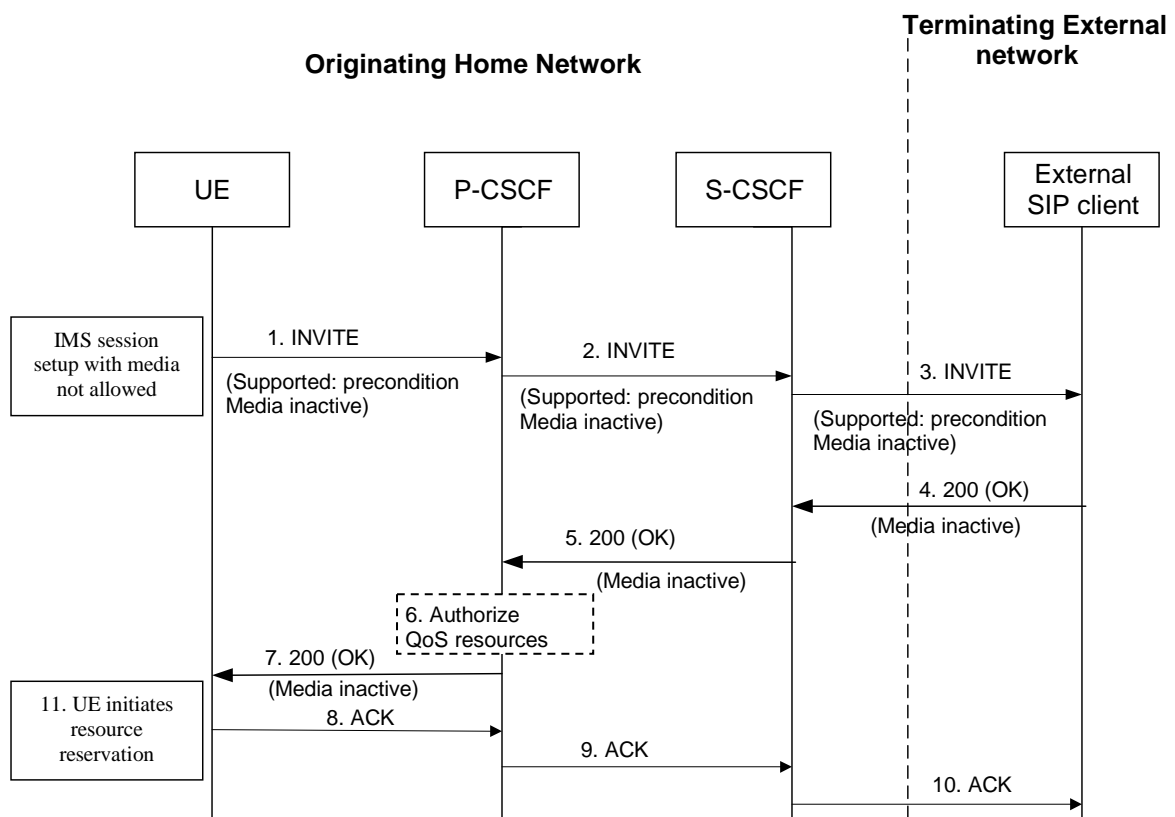 Terminating External
network
Originating Home Network
UE
P-CSCF
S-CSCF
External
SIP client
IMS session
setup with media
not allowed
1. INVITE
(Supported: precondition
Media inactive)
2. INVITE
(Supported: precondition
Media inactive)
3. INVITE
(Supported: precondition
Media inactive)
4. 200 (OK)
(Media inactive)
5. 200 (OK)
(Media inactive)
6. Authorize
QoS resources
7. 200 (OK)
(Media inactive)
11. UE initiates
resource
reservation
8. ACK
9. ACK
10. ACK